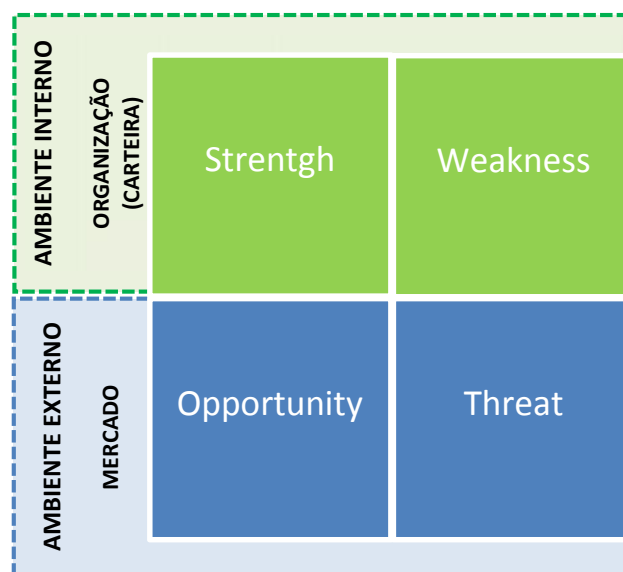 AMBIENTE INTERNO
ORGANIZAÇÃO
(CARTEIRA)
Strentgh
Weakness
AMBIENTE EXTERNO
MERCADO
Opportunity
Threat